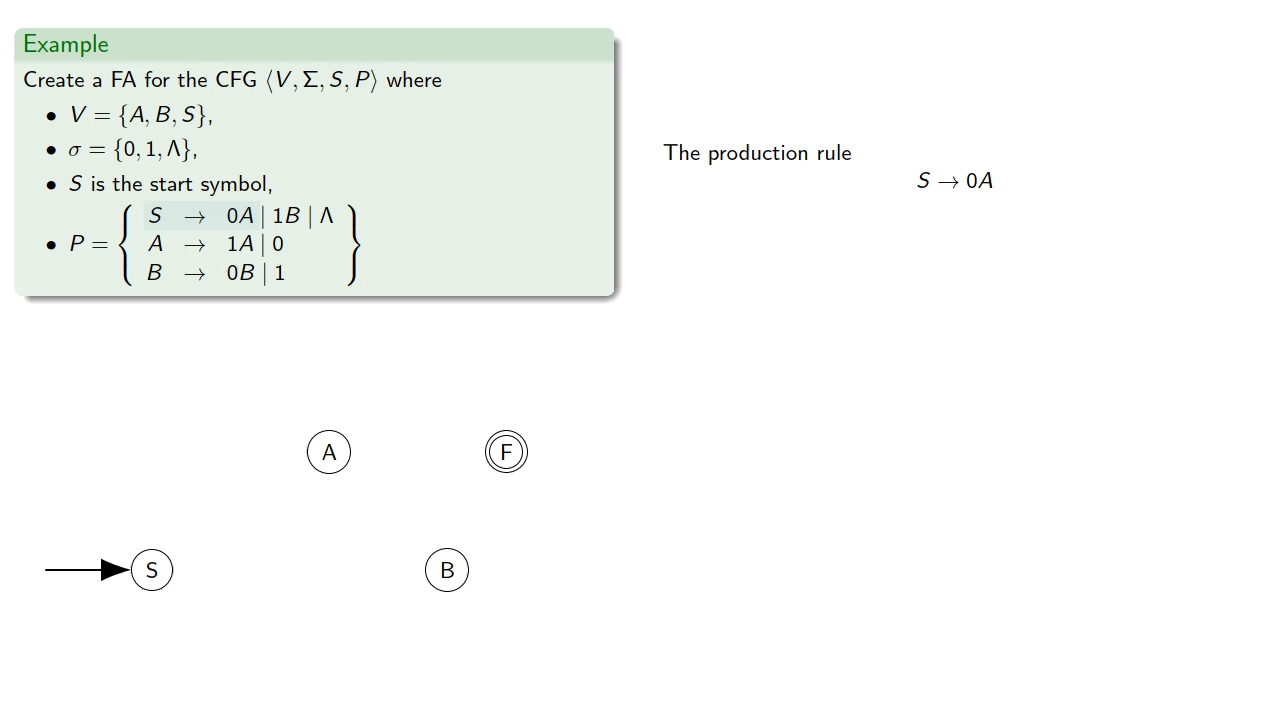 Example
Create a FA for the CFG ⟨V, Σ, S, P⟩ where
• V = {A, B, S},
• σ = {0, 1, Λ},
• S is the start symbol,
• P = { S → 0A | 1B | Λ
A → 1A | 0
B → 0B | 1 }
The production rule
S → 0A
A
F
S
B